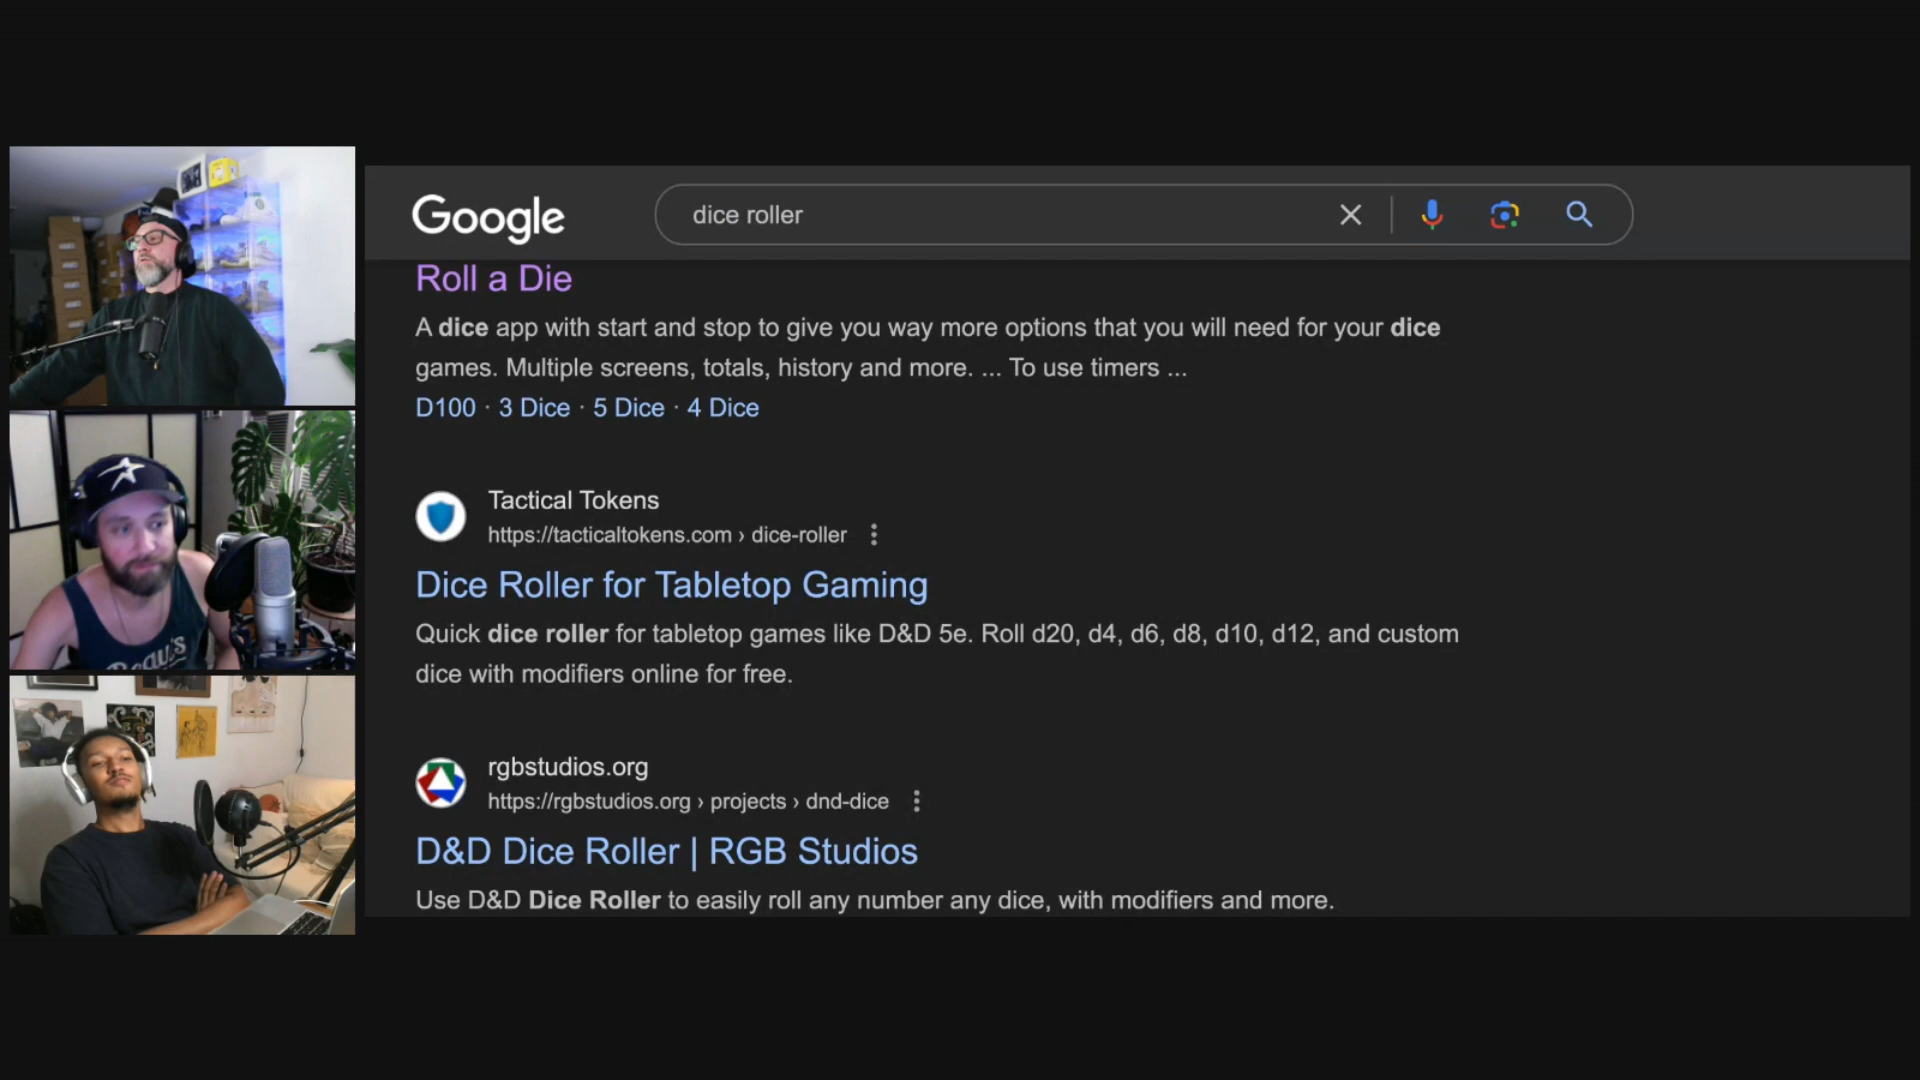 Google
dice roller
Roll a Die
A dice app with start and stop to give you way more options that you will need for your dice
games. Multiple screens, totals, history and more. ... To use timers ...
D100 · 3 Dice · 5 Dice · 4 Dice
Tactical Tokens
https://tacticaltokens.com › dice-roller
Dice Roller for Tabletop Gaming
Quick dice roller for tabletop games like D&D 5e. Roll d20, d4, d6, d8, d10, d12, and custom
dice with modifiers online for free.
rgbstudios.org
https://rgbstudios.org › projects › dnd-dice
D&D Dice Roller | RGB Studios
Use D&D Dice Roller to easily roll any number any dice, with modifiers and more.